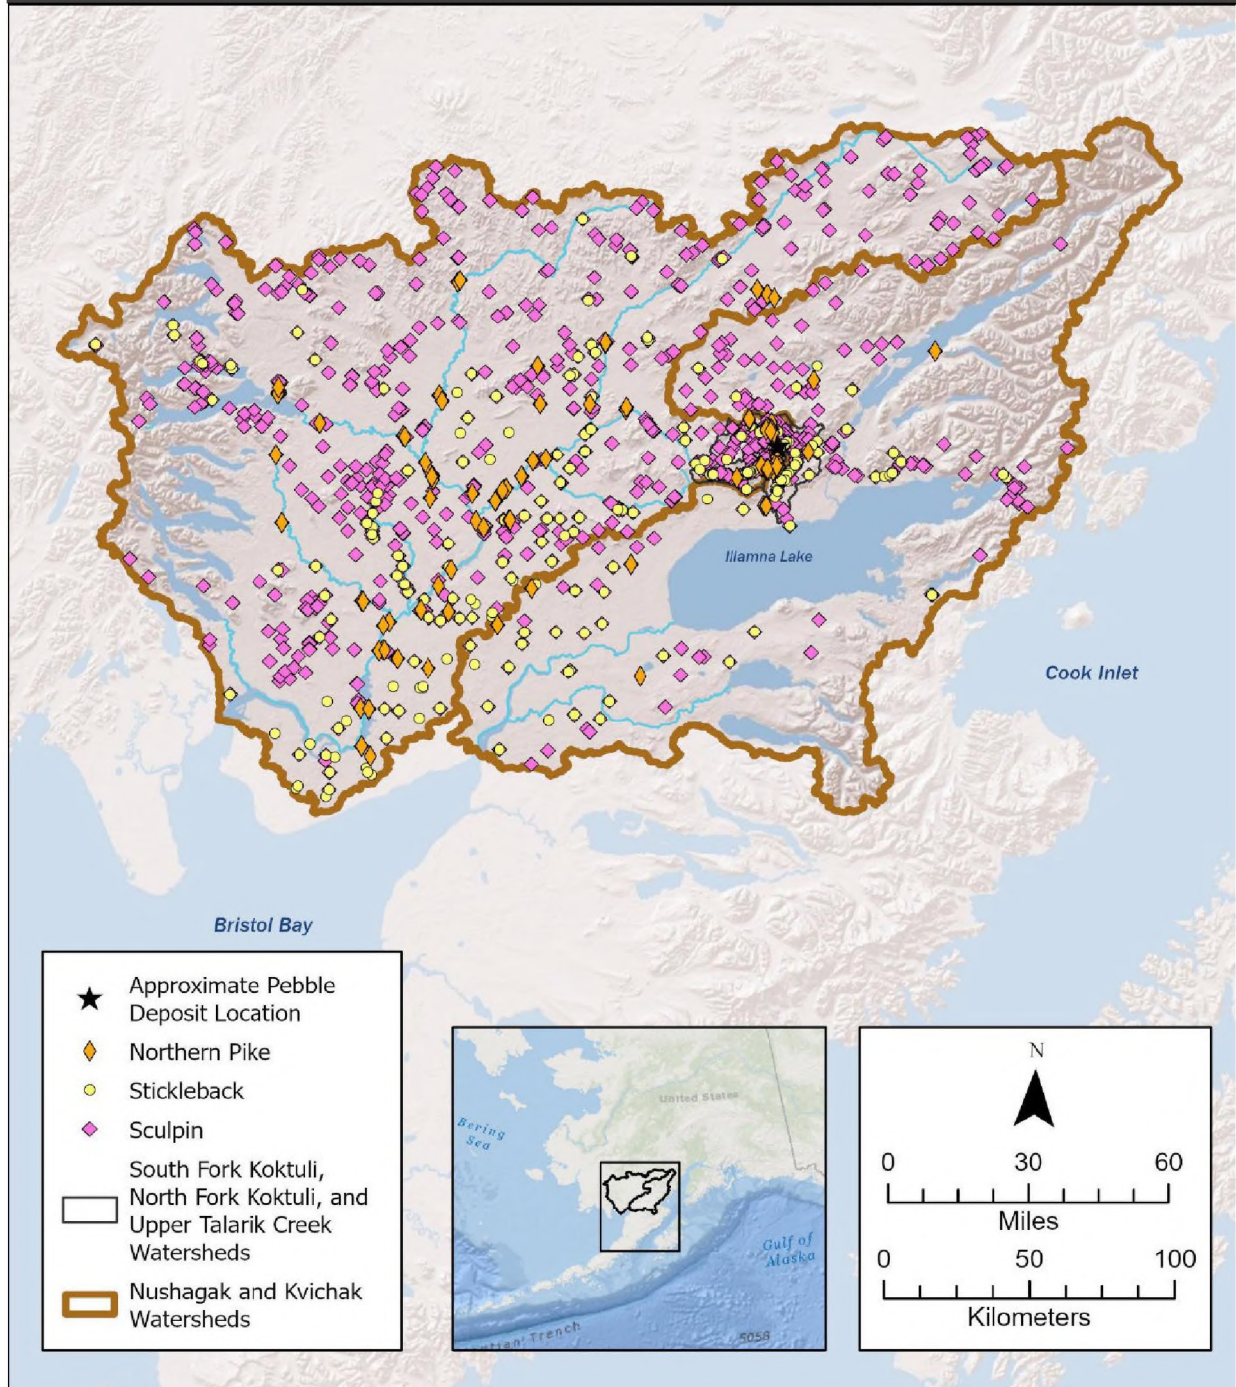 Iliamna Lake
Cook Inlet
Bristol Bay
Approximate Pebble
Deposit Location
Northern Pike
Stickleback
Sculpin
South Fork Koktuli,
North Fork Koktuli, and
Upper Talarik Creek
Watersheds
Nushagak and Kvichak
Watersheds
United States
Bering
Sea
Gulf of
Alaska
Trench
5058
N
0 30 60
Miles
0 50 100
Kilometers